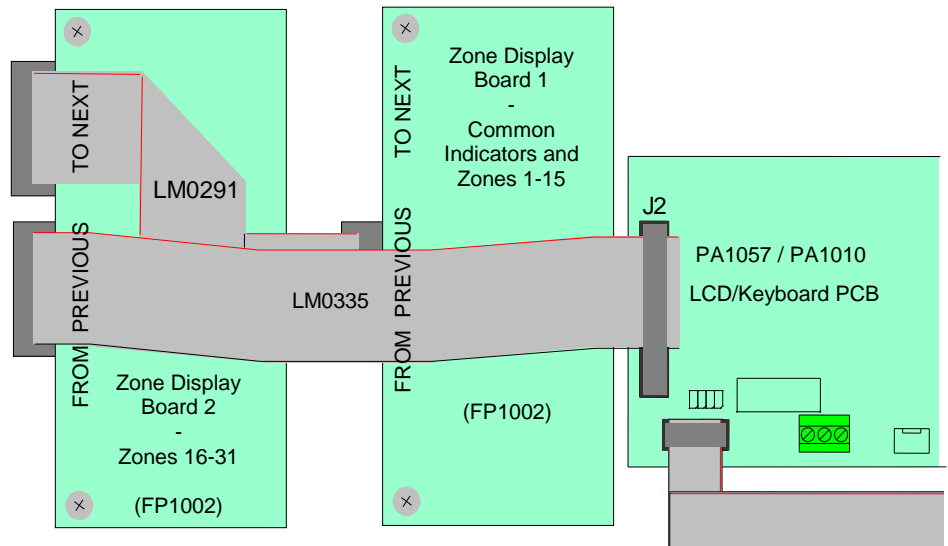 TO NEXT
FROM PREVIOUS
LM0291
Zone Display
Board 2
-
Zones 16-31
(FP1002)
LM0335
TO NEXT
FROM PREVIOUS
Zone Display
Board 1
-
Common
Indicators and
Zones 1-15
(FP1002)
J2
PA1057 / PA1010
LCD/Keyboard PCB